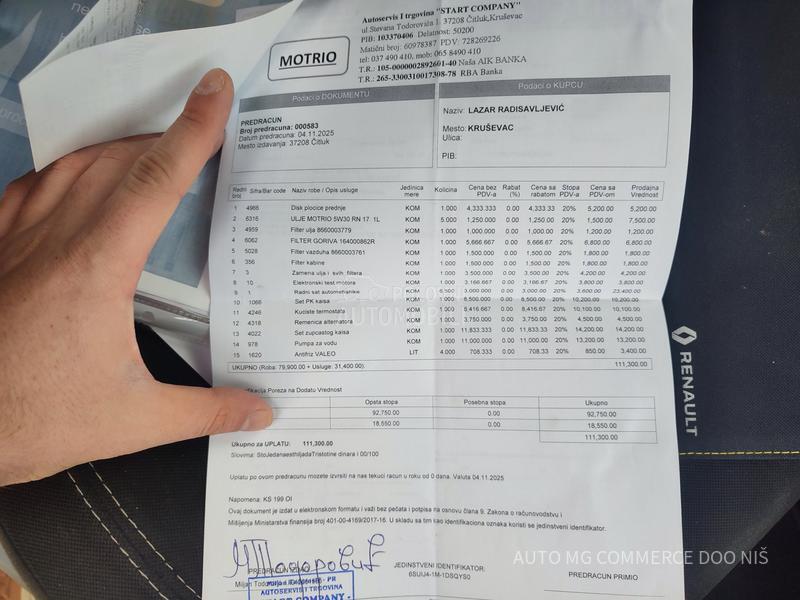 Autoservis I trgovina "START COMPANY"
ul.Stevana Todorovića 1. 37208 Čitluk,Kruševac
PIB: 103370406 Delatnost: 50200
Matični broj: 60978387 PDV: 728269226
tel: 037 490 410, mob: 065 8490 410
T.R.: 105-0000002892601-40 Naša AIK BANKA
T.R.: 265-3300310017308-78 RBA Banka
MOTRIO
Podaci o DOKUMENTU
Podaci o KUPCU
PREDRACUN
Broj predracuna: 000583
Datum predracuna: 04.11.2025
Mesto izdavanja: 37208 Čitluk
Naziv: LAZAR RADISAVLJEVIĆ
Mesto: KRUŠEVAC
Ulica:
PIB:
Redni broj Sifra/Bar code Naziv robe / Opis usluge Jedinica mere Kolicina Cena bez PDV-a Rabat (%) Cena sa rabatom Stopa PDV-a Cena sa PDV-om Prodajna Vrednost
1 4986 Disk plocice prednje KOM 1.000 4,333.33 0.00 4,333.33 20% 5,200.00 5,200.00
2 6316 ULJE MOTRIO 5W30 RN 17 1L KOM 5.000 1,250.000 0.00 1,250.00 20% 1,500.00 7,500.00
3 4959 Filter ulja 8660003779 KOM 1.000 1,000.000 0.00 1,000.00 20% 1,200.00 1,200.00
4 6062 FILTER GORIVA 164000862R KOM 1.000 5,666.667 0.00 5,666.67 20% 6,800.00 6,800.00
5 5028 Filter vazduha 8660003761 KOM 1.000 1,500.000 0.00 1,500.00 20% 1,800.00 1,800.00
6 356 Filter kabine KOM 1.000 1,500.000 0.00 1,500.00 20% 1,800.00 1,800.00
7 3 Zamena ulja i svih filtera KOM 1.000 3,500.000 0.00 3,500.00 20% 4,200.00 4,200.00
8 10 Elektronski test motora KOM 1.000 3,166.667 0.00 3,166.67 20% 3,800.00 3,800.00
9 1 Radni sat automehanike KOM 3,000.000 0.00 3,000.00 20% 3,600.00 23,400.00
10 1066 Set PK kaisa KOM 1.000 8,500.000 0.00 8,500.00 20% 10,200.00 10,200.00
11 4246 Kuciste termostata KOM 1.000 8,416.667 0.00 8,416.67 20% 10,100.00 10,100.00
12 4318 Remenica alternatora KOM 1.000 3,750.000 0.00 3,750.00 20% 4,500.00 4,500.00
13 4022 Set zupcastog kaisa KOM 1.000 11,833.333 0.00 11,833.33 20% 14,200.00 14,200.00
14 978 Pumpa za vodu KOM 1.000 11,000.000 0.00 11,000.00 20% 13,200.00 13,200.00
15 1620 Antifriz VALEO LIT 4.000 708.333 0.00 708.33 20% 850.00 3,400.00
UKUPNO (Roba: 79,900.00 + Usluge: 31,400.00): 111,300.00
Poreza na Dodatu Vrednost
Opsta stopa Posebna stopa Ukupno
92,750.00 0.00 92,750.00
18,550.00 0.00 18,550.00
111,300.00
Ukupno za UPLATU: 111,300.00
Slovima: StoJedanaesthiljadaTristotine dinara i 00/100
Uplatu po ovom predracunu mozete izvrsiti na nas tekuci racun u roku od 0 dana. Valuta 04.11.2025
Napomena: KS 199 OI
Ovaj dokument je izdat u elektronskom formatu i važi bez pečata i potpisa na osnovu člana 9. Zakona o računovodstvu i
Mišljenja Ministarstva finansija broj 401-00-4169/2017-16. U skladu sa tim kao identifikaciona oznaka koristi se jedinstveni identifikator.
JEDINSTVENI IDENTIFIKATOR:
6SUIJ4-1M-1DSQYS0
PREDRACUN PRIMIO
AUTOSERVIS I TRGOVINA
START COMPANY
RENAULT
AUTO MG COMMERCE DOO NIŠ